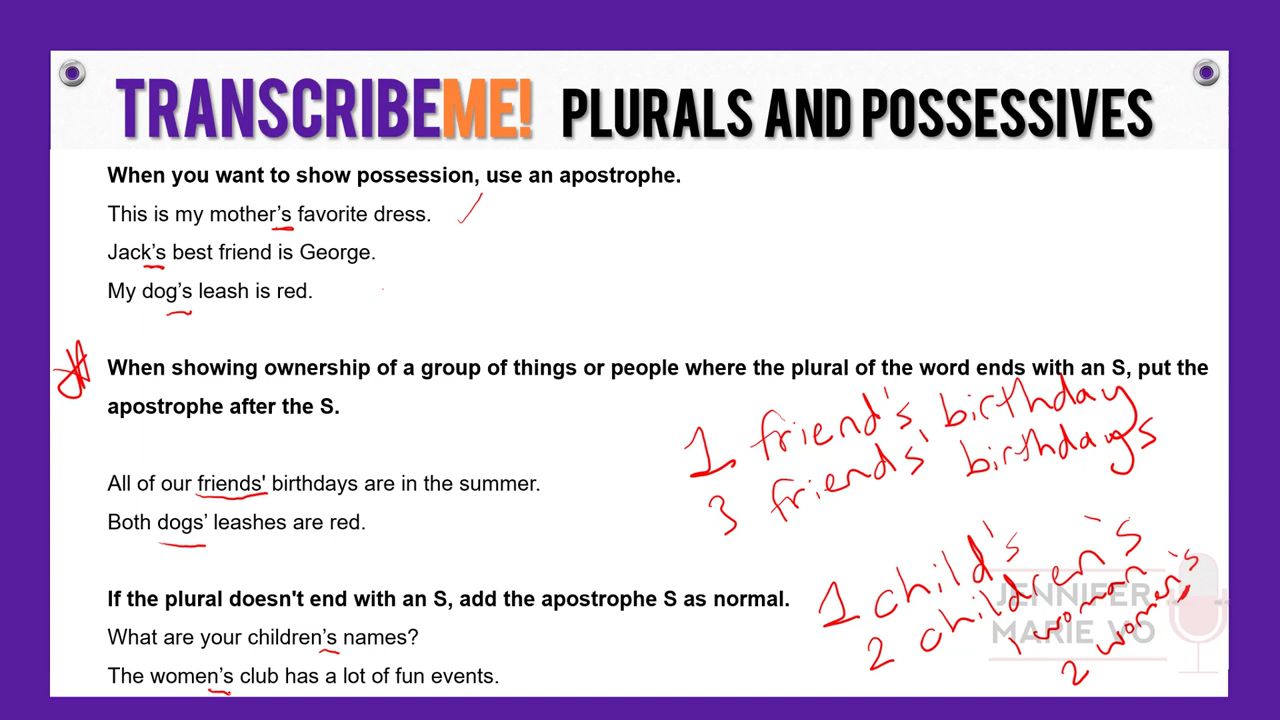 TRANSCRIBEME! PLURALS AND POSSESSIVES
When you want to show possession, use an apostrophe.
This is my mother's favorite dress.
Jack's best friend is George.
My dog's leash is red.
When showing ownership of a group of things or people where the plural of the word ends with an S, put the
apostrophe after the S.
1 friend's birthday
3 friends' birthdays
All of our friends' birthdays are in the summer.
Both dogs' leashes are red.
1 child's
2 children's
1 woman
2 women's
If the plural doesn't end with an S, add the apostrophe S as normal.
What are your children's names?
The women's club has a lot of fun events.
JENNIFER
MARIE VO